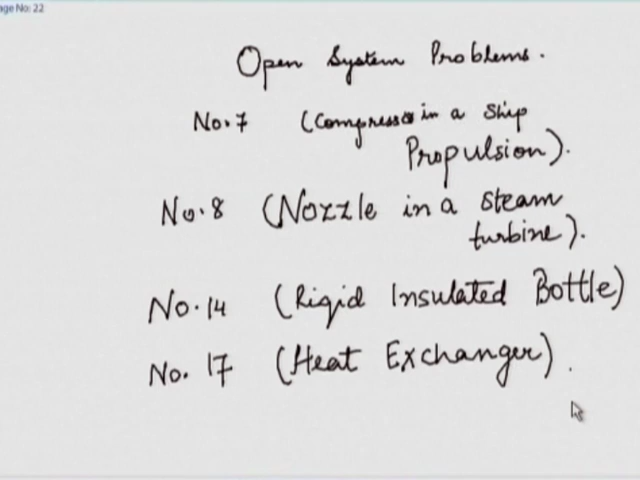 age No: 22
Open System Problems.
No.7 (Compressor in a Ship
Propulsion).
No.8 (Nozzle in a steam
turbine).
No.14 (Rigid Insulated Bottle)
No. 17 (Heat Exchanger).